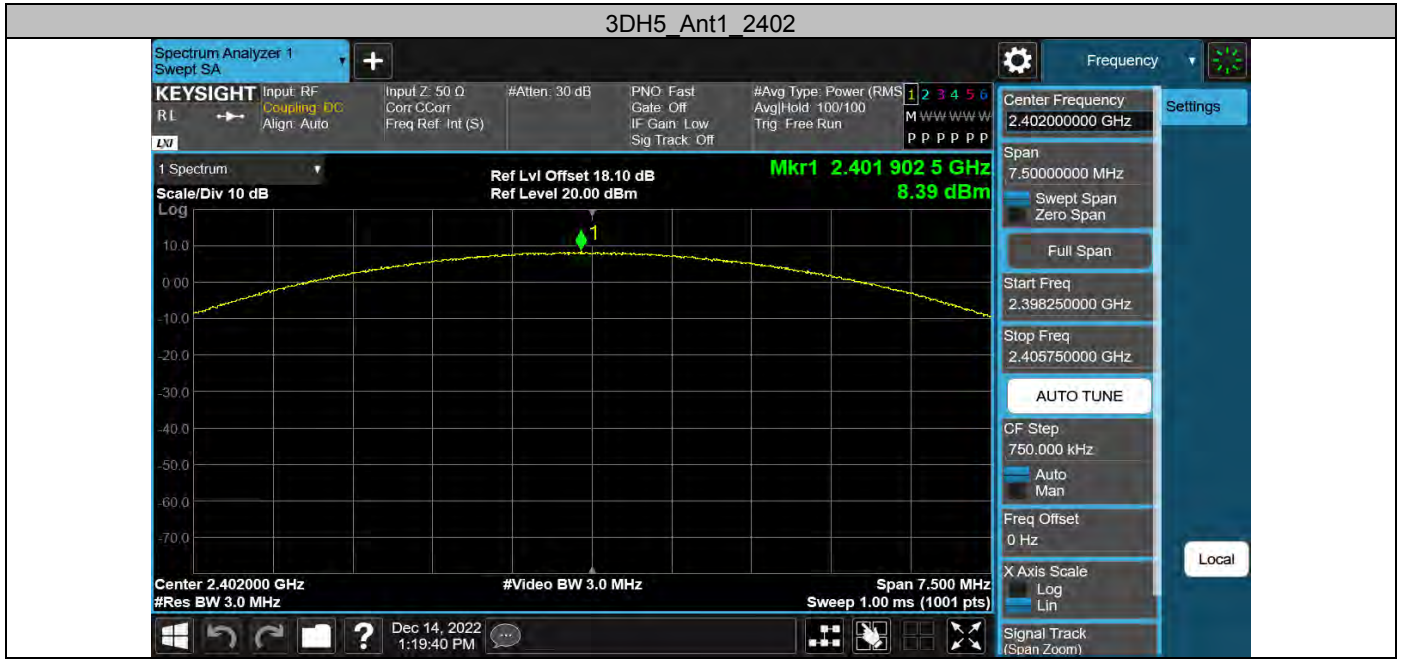 3DH5_Ant1_2402
Spectrum Analyzer 1
Swept SA
+
Frequency
KEYSIGHT
RL
LXI
Input: RF
Coupling: DC
Align: Auto
Input Z: 50 Ω
Corr CCorr
Freq Ref: Int (S)
#Atten: 30 dB
PNO: Fast
Gate: Off
IF Gain: Low
Sig Track: Off
#Avg Type: Power (RMS
Avg|Hold: 100/100
Trig: Free Run
1 2 3 4 5 6
M W W W W W
P P P P P P
Center Frequency
2.402000000 GHz
Settings
1 Spectrum
Scale/Div 10 dB
Log
Ref Lvl Offset 18.10 dB
Ref Level 20.00 dBm
Mkr1 2.401 902 5 GHz
8.39 dBm
1
10.0
0.00
-10.0
-20.0
-30.0
-40.0
-50.0
-60.0
-70.0
Center 2.402000 GHz
#Res BW 3.0 MHz
#Video BW 3.0 MHz
Span 7.500 MHz
Sweep 1.00 ms (1001 pts)
Span
7.50000000 MHz
Swept Span
Zero Span
Full Span
Start Freq
2.398250000 GHz
Stop Freq
2.405750000 GHz
AUTO TUNE
CF Step
750.000 kHz
Auto
Man
Freq Offset
0 Hz
X Axis Scale
Log
Lin
Signal Track
(Span Zoom)
Local
?
Dec 14, 2022
1:19:40 PM